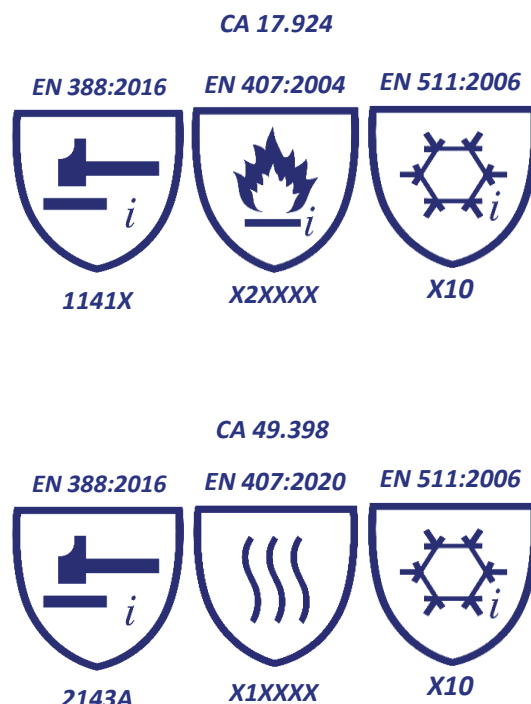 CA 17.924
EN 388:2016 EN 407:2004 EN 511:2006
i i i
1141X X2XXXX X10
CA 49.398
EN 388:2016 EN 407:2020 EN 511:2006
i i
2143A X1XXXX X10